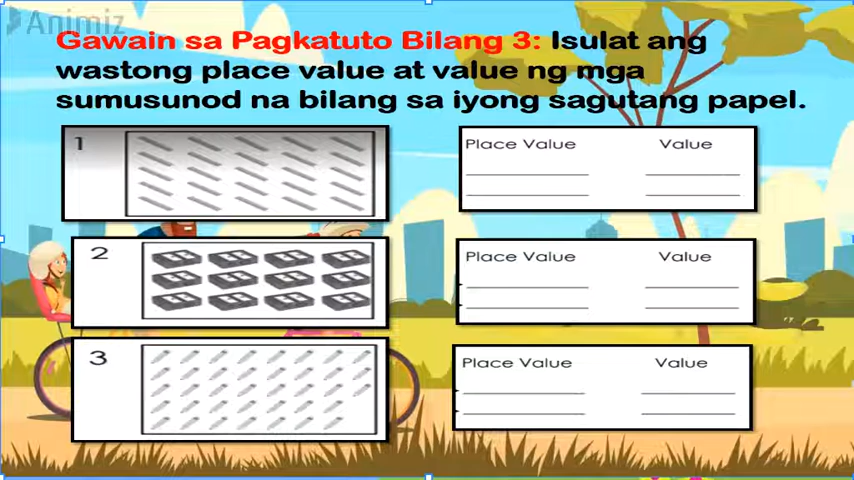 Animiz
Gawain sa Pagkatuto Bilang 3: Isulat ang
wastong place value at value ng mga
sumusunod na bilang sa iyong sagutang papel.
1
Place Value Value
2
Place Value Value
3
Place Value Value